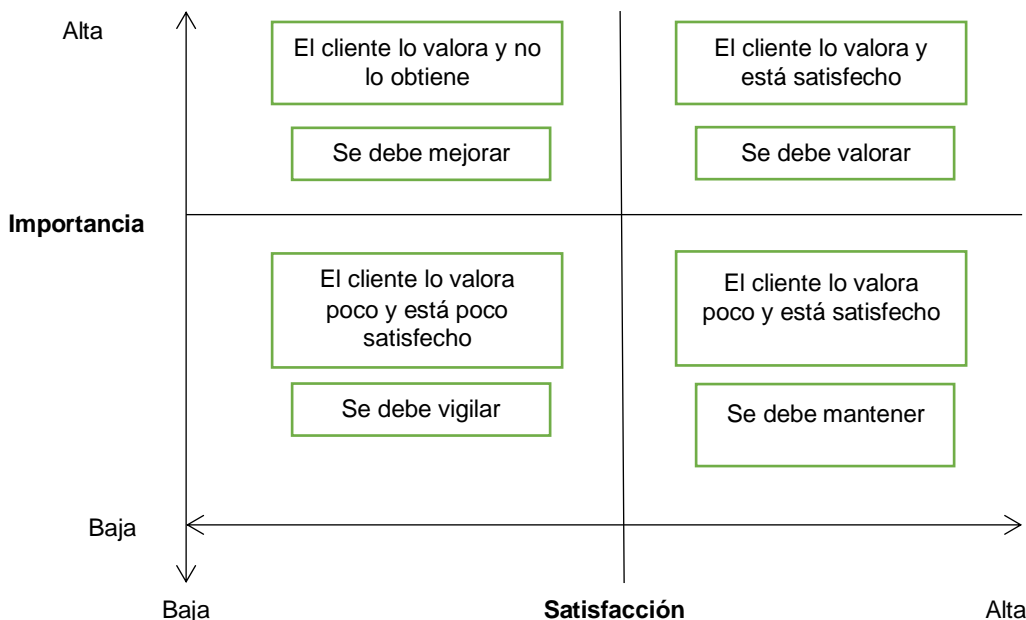 Alta
El cliente lo valora y no
lo obtiene
El cliente lo valora y
está satisfecho
Se debe mejorar
Se debe valorar
Importancia
El cliente lo valora
poco y está poco
satisfecho
El cliente lo valora
poco y está satisfecho
Se debe vigilar
Se debe mantener
Baja
Baja
Satisfacción
Alta